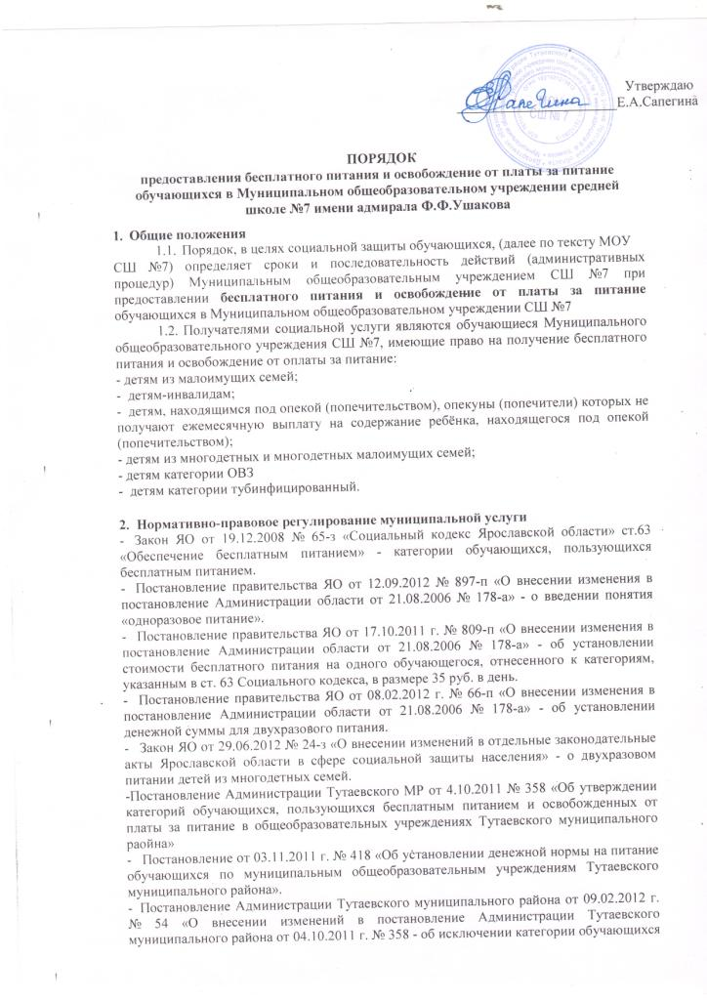 Утверждаю
Сапегина Е.А.Сапегина
СШ № 7
ПОРЯДОК
предоставления бесплатного питания и освобождение от платы за питание
обучающихся в Муниципальном общеобразовательном учреждении средней
школе №7 имени адмирала Ф.Ф.Ушакова
1. Общие положения
1.1. Порядок, в целях социальной защиты обучающихся, (далее по тексту МОУ
СШ №7) определяет сроки и последовательность действий (административных
процедур) Муниципальным общеобразовательным учреждением СШ №7 при
предоставлении бесплатного питания и освобождение от платы за питание
обучающихся в Муниципальном общеобразовательном учреждении СШ №7
1.2. Получателями социальной услуги являются обучающиеся Муниципального
общеобразовательного учреждения СШ №7, имеющие право на получение бесплатного
питания и освобождение от оплаты за питание:
- детям из малоимущих семей;
- детям-инвалидам;
- детям, находящимся под опекой (попечительством), опекуны (попечители) которых не
получают ежемесячную выплату на содержание ребёнка, находящегося под опекой
(попечительством);
- детям из многодетных и многодетных малоимущих семей;
- детям категории ОВЗ
- детям категории тубинфицированный.
2. Нормативно-правовое регулирование муниципальной услуги
- Закон ЯО от 19.12.2008 № 65-з «Социальный кодекс Ярославской области» ст.63
«Обеспечение бесплатным питанием» - категории обучающихся, пользующихся
бесплатным питанием.
- Постановление правительства ЯО от 12.09.2012 № 897-п «О внесении изменения в
постановление Администрации области от 21.08.2006 № 178-а» - о введении понятия
«одноразовое питание».
- Постановление правительства ЯО от 17.10.2011 г. № 809-п «О внесении изменения в
постановление Администрации области от 21.08.2006 № 178-а» - об установлении
стоимости бесплатного питания на одного обучающегося, отнесенного к категориям,
указанным в ст. 63 Социального кодекса, в размере 35 руб. в день.
- Постановление правительства ЯО от 08.02.2012 г. № 66-п «О внесении изменения в
постановление Администрации области от 21.08.2006 № 178-а» - об установлении
денежной суммы для двухразового питания.
- Закон ЯО от 29.06.2012 № 24-з «О внесении изменений в отдельные законодательные
акты Ярославской области в сфере социальной защиты населения» - о двухразовом
питании детей из многодетных семей.
-Постановление Администрации Тутаевского МР от 4.10.2011 № 358 «Об утверждении
категорий обучающихся, пользующихся бесплатным питанием и освобожденных от
платы за питание в общеобразовательных учреждениях Тутаевского муниципального
раойна»
- Постановление от 03.11.2011 г. № 418 «Об установлении денежной нормы на питание
обучающихся по муниципальным общеобразовательным учреждениям Тутаевского
муниципального района».
- Постановление Администрации Тутаевского муниципального района от 09.02.2012 г.
№ 54 «О внесении изменений в постановление Администрации Тутаевского
муниципального района от 04.10.2011 г. № 358 - об исключении категории обучающихся